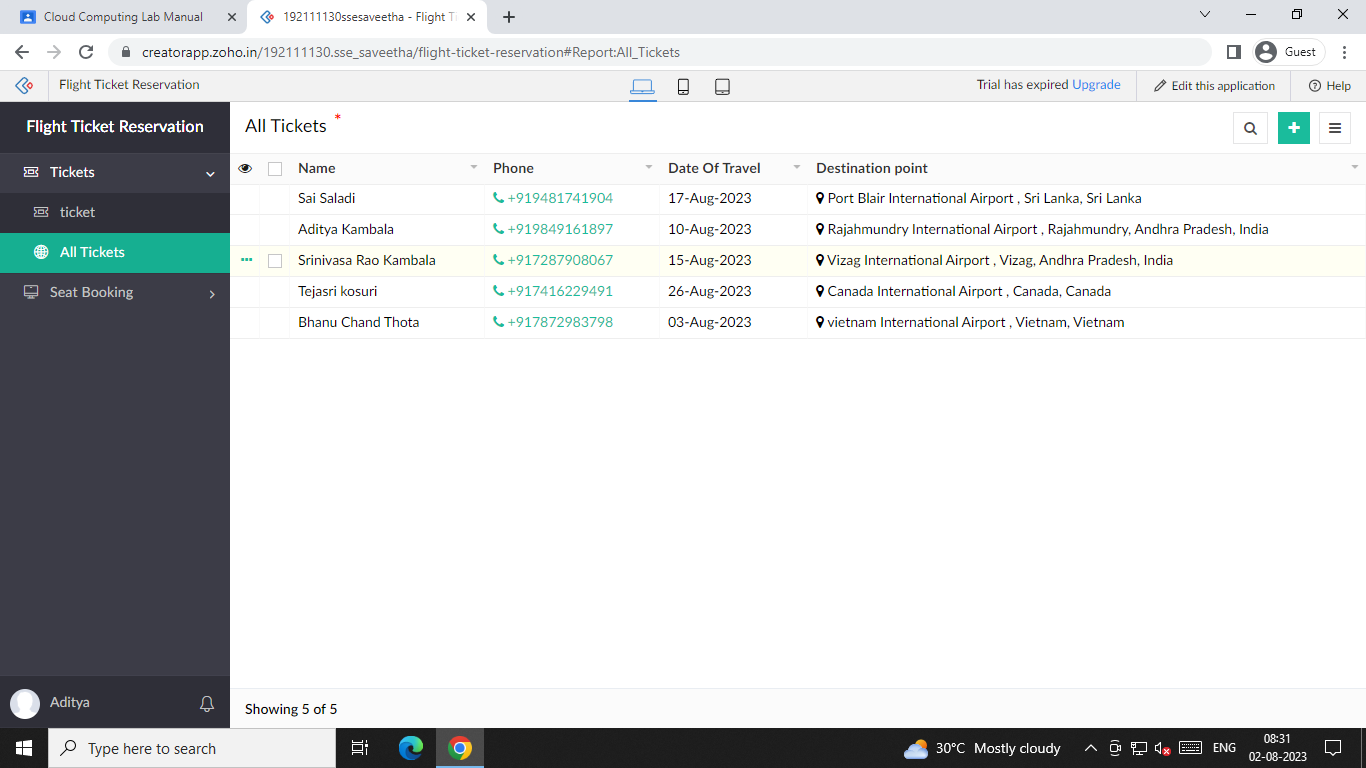 Cloud Computing Lab Manual
192111130ssesaveetha - Flight Ti
creatorapp.zoho.in/192111130.sse_saveetha/flight-ticket-reservation#Report:All_Tickets
Guest
Flight Ticket Reservation
Trial has expired Upgrade
Edit this application
Help
Flight Ticket Reservation
Tickets
ticket
All Tickets
Seat Booking
All Tickets *
Name Phone Date Of Travel Destination point
Sai Saladi +919481741904 17-Aug-2023 Port Blair International Airport , Sri Lanka, Sri Lanka
Aditya Kambala +919849161897 10-Aug-2023 Rajahmundry International Airport , Rajahmundry, Andhra Pradesh, India
Srinivasa Rao Kambala +917287908067 15-Aug-2023 Vizag International Airport , Vizag, Andhra Pradesh, India
Tejasri kosuri +917416229491 26-Aug-2023 Canada International Airport , Canada, Canada
Bhanu Chand Thota +917872983798 03-Aug-2023 vietnam International Airport , Vietnam, Vietnam
Aditya
Showing 5 of 5
Type here to search
30°C Mostly cloudy
ENG
08:31
02-08-2023